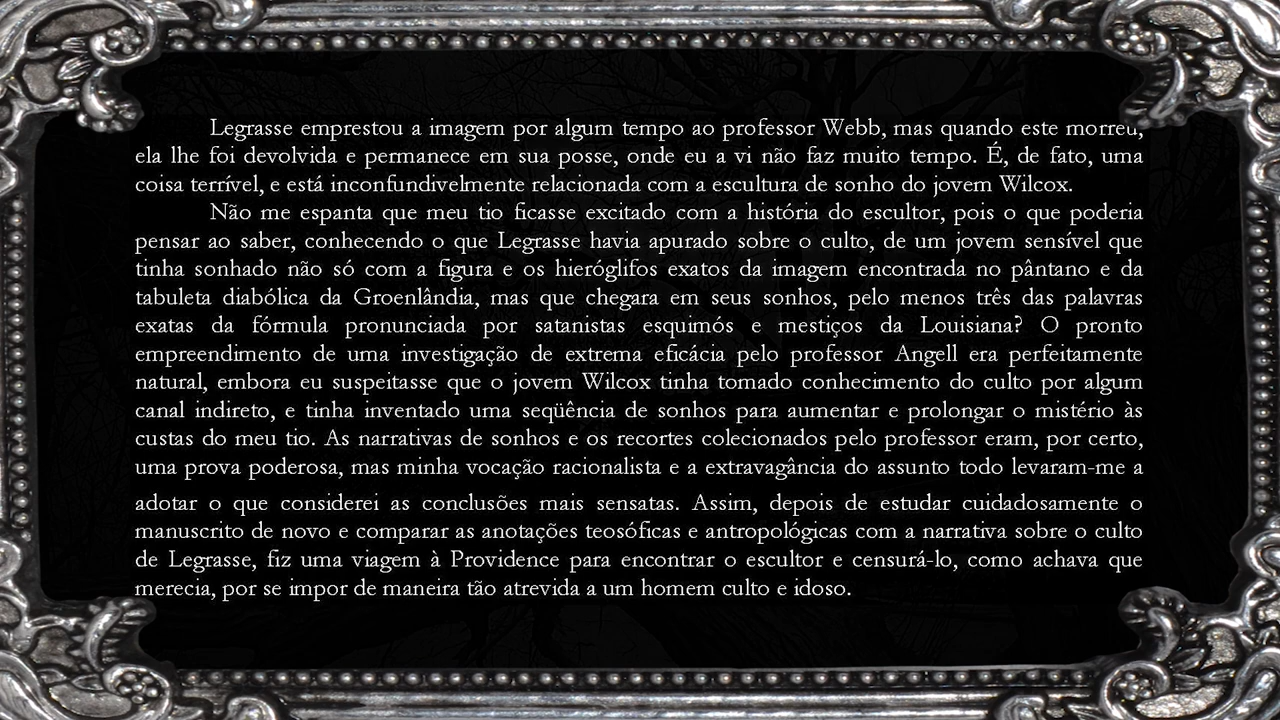 Legrasse emprestou a imagem por algum tempo ao professor Webb, mas quando este morreu,
ela lhe foi devolvida e permanece em sua posse, onde eu a vi não faz muito tempo. É, de fato, uma
coisa terrível, e está inconfundivelmente relacionada com a escultura de sonho do jovem Wilcox.
Não me espanta que meu tio ficasse excitado com a história do escultor, pois o que poderia
pensar ao saber, conhecendo o que Legrasse havia apurado sobre o culto, de um jovem sensível que
tinha sonhado não só com a figura e os hieróglifos exatos da imagem encontrada no pântano e da
tabuleta diabólica da Groenlândia, mas que chegara em seus sonhos, pelo menos três das palavras
exatas da fórmula pronunciada por satanistas esquimós e mestiços da Louisiana? O pronto
empreendimento de uma investigação de extrema eficácia pelo professor Angell era perfeitamente
natural, embora eu suspeitasse que o jovem Wilcox tinha tomado conhecimento do culto por algum
canal indireto, e tinha inventado uma seqüência de sonhos para aumentar e prolongar o mistério às
custas do meu tio. As narrativas de sonhos e os recortes colecionados pelo professor eram, por certo,
uma prova poderosa, mas minha vocação racionalista e a extravagância do assunto todo levaram-me a
adotar o que considerei as conclusões mais sensatas. Assim, depois de estudar cuidadosamente o
manuscrito de novo e comparar as anotações teosóficas e antropológicas com a narrativa sobre o culto
de Legrasse, fiz uma viagem à Providence para encontrar o escultor e censurá-lo, como achava que
merecia, por se impor de maneira tão atrevida a um homem culto e idoso.